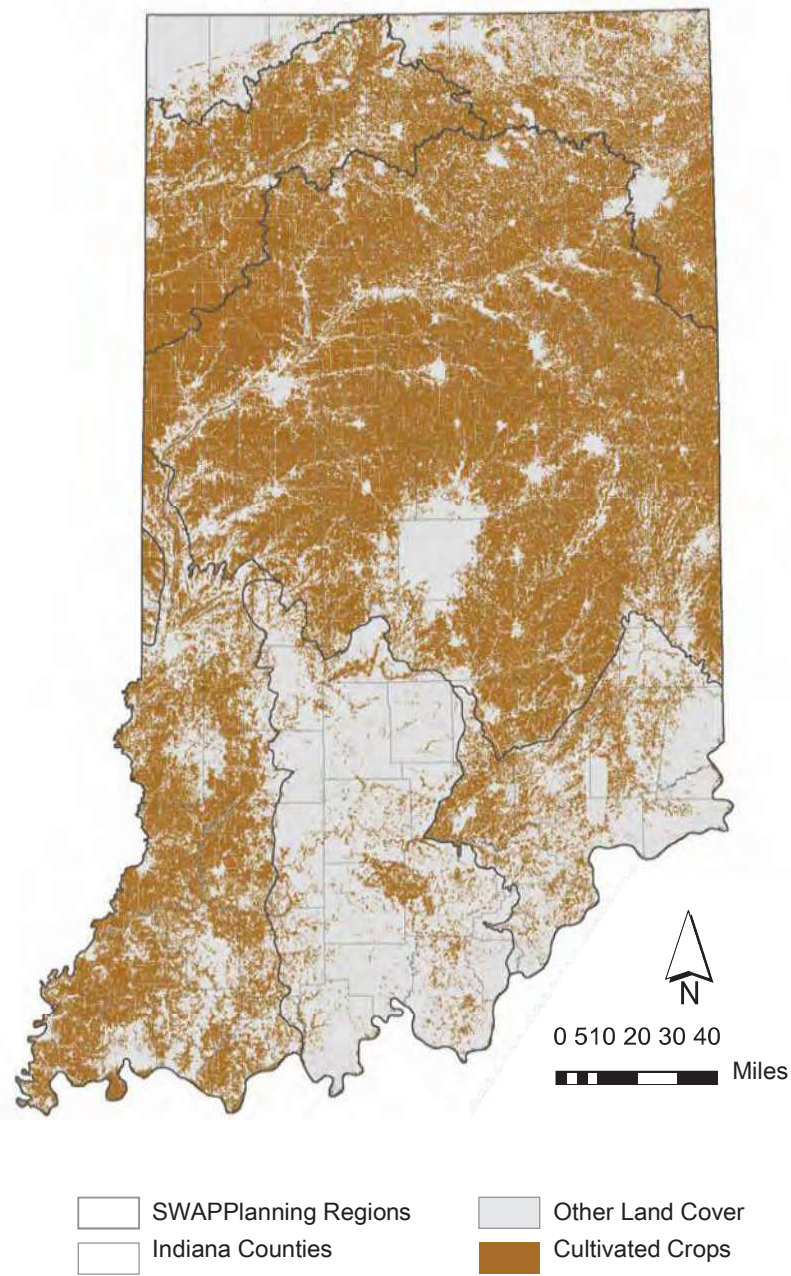 N
0 510 20 30 40
Miles
SWAPPlanning Regions
Other Land Cover
Indiana Counties
Cultivated Crops